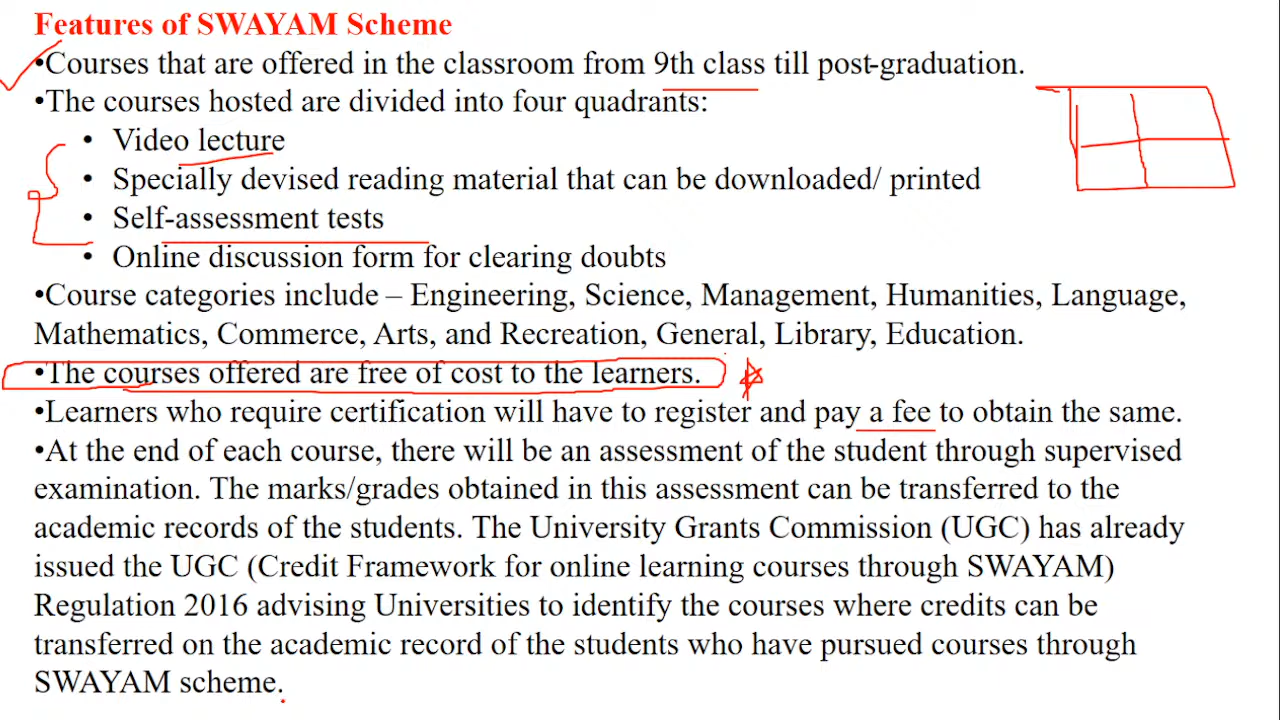 Features of SWAYAM Scheme
•Courses that are offered in the classroom from 9th class till post-graduation.
•The courses hosted are divided into four quadrants:
• Video lecture
• Specially devised reading material that can be downloaded/ printed
• Self-assessment tests
• Online discussion form for clearing doubts
•Course categories include – Engineering, Science, Management, Humanities, Language,
Mathematics, Commerce, Arts, and Recreation, General, Library, Education.
•The courses offered are free of cost to the learners.
•Learners who require certification will have to register and pay a fee to obtain the same.
•At the end of each course, there will be an assessment of the student through supervised
examination. The marks/grades obtained in this assessment can be transferred to the
academic records of the students. The University Grants Commission (UGC) has already
issued the UGC (Credit Framework for online learning courses through SWAYAM)
Regulation 2016 advising Universities to identify the courses where credits can be
transferred on the academic record of the students who have pursued courses through
SWAYAM scheme.